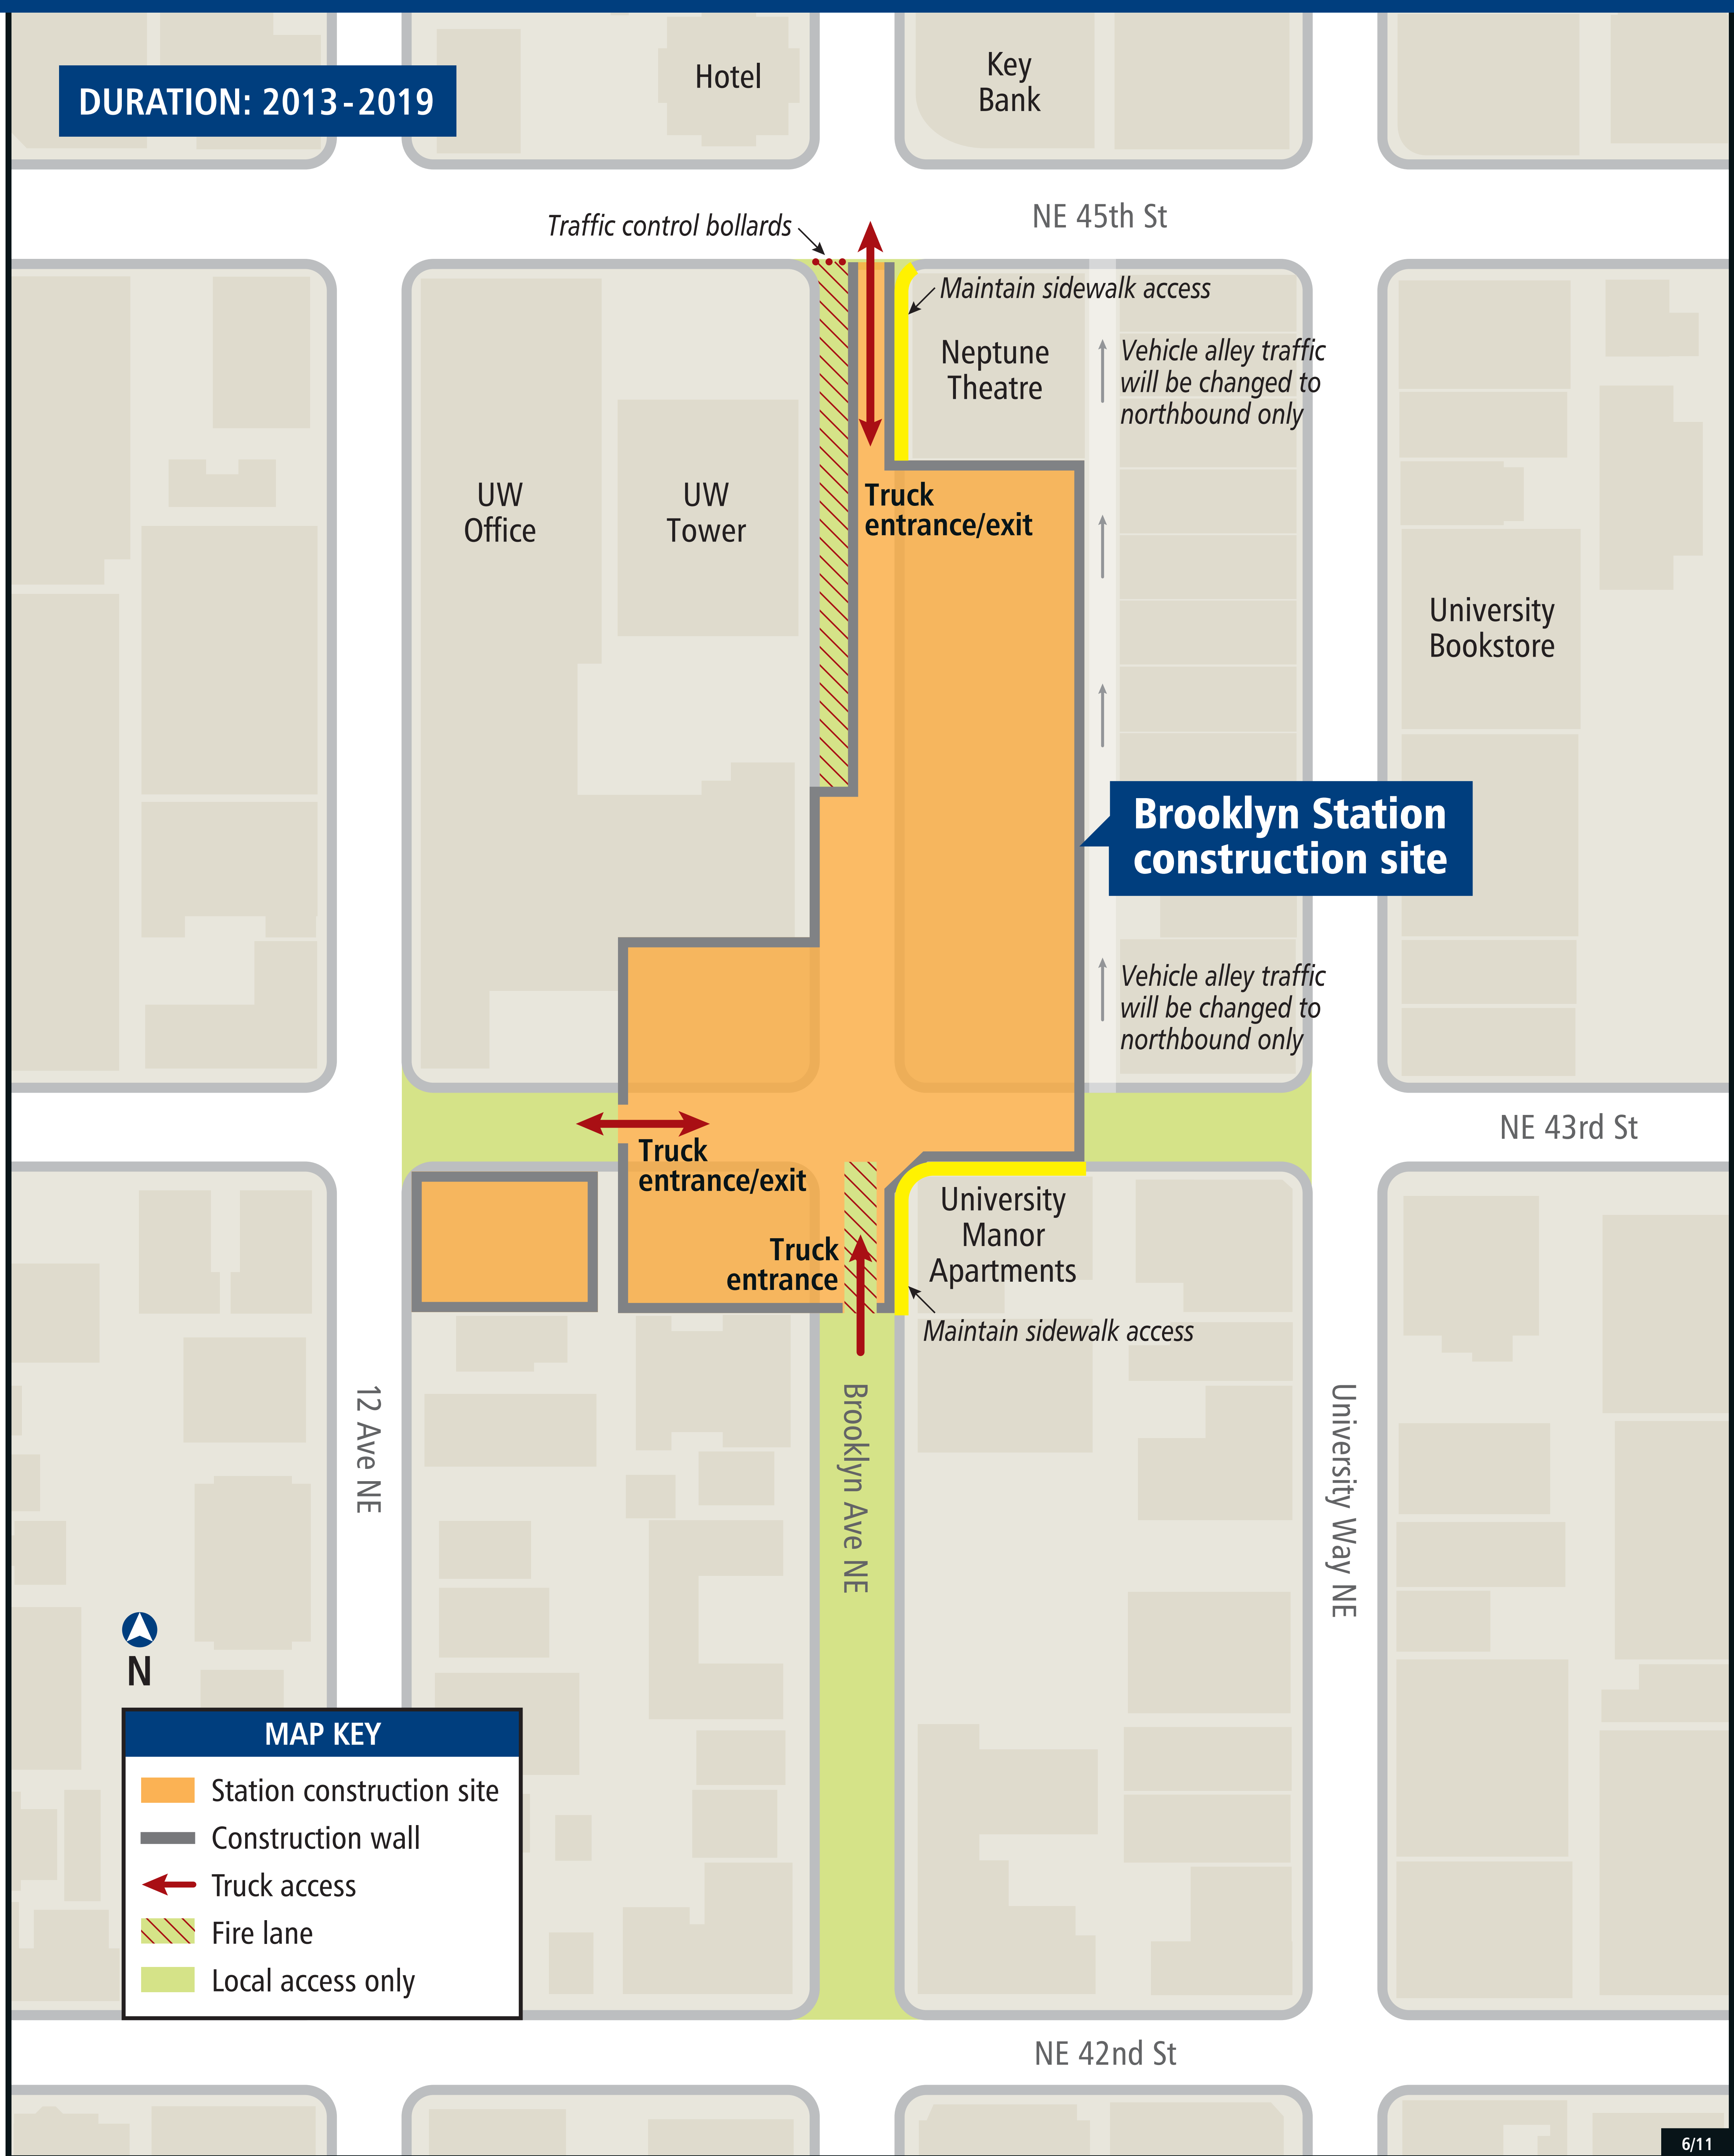 Hotel
Key
Bank
DURATION: 2013-2019
NE 45th St
Traffic control bollards
Maintain sidewalk access
Neptune
Theatre
Vehicle alley traffic
will be changed to
northbound only
UW
Office
UW
Tower
Truck
entrance/exit
University
Bookstore
Brooklyn Station
construction site
Vehicle alley traffic
will be changed to
northbound only
NE 43rd St
Truck
entrance/exit
University
Manor
Apartments
Truck
entrance
Maintain sidewalk access
12 Ave NE
Brooklyn Ave NE
University Way NE
N
MAP KEY
Station construction site
Construction wall
Truck access
Fire lane
Local access only
NE 42nd St
6/11